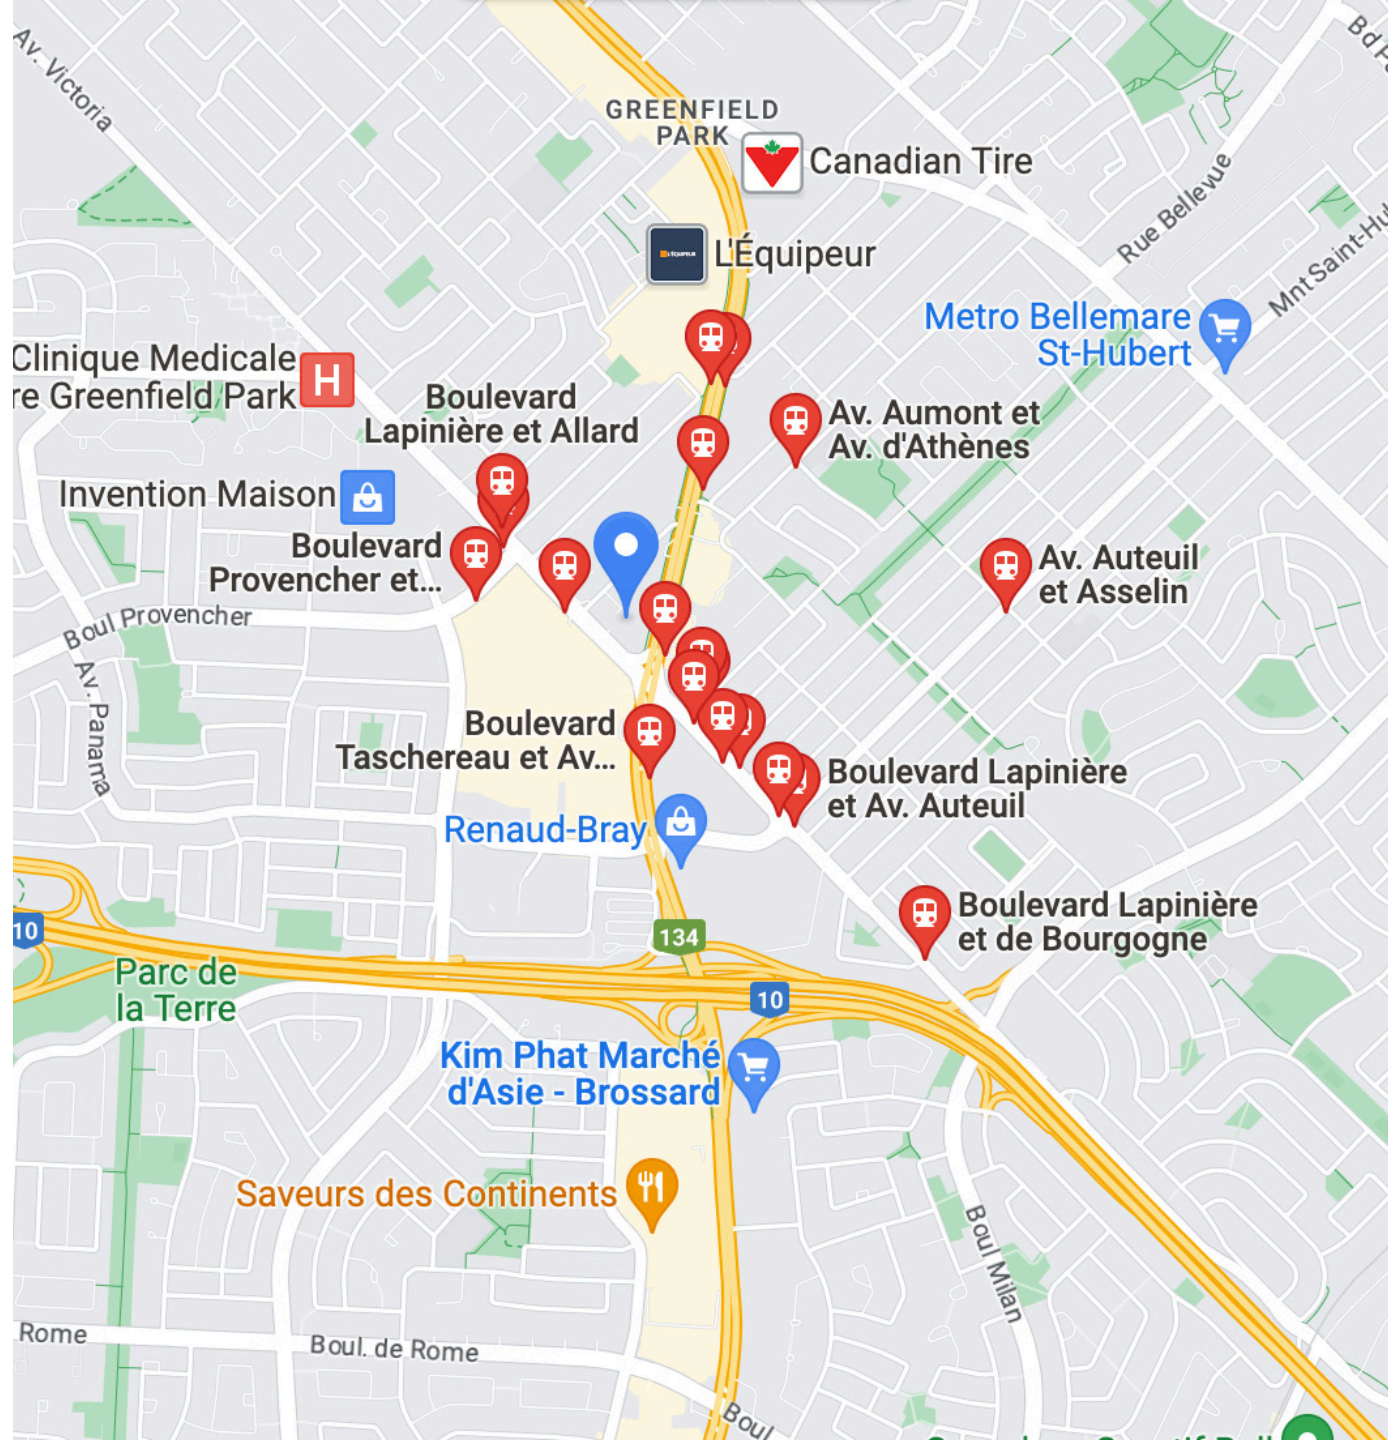 Av. Victoria
GREENFIELD
PARK
Canadian Tire
Rue Bellevue
L'Équipeur
L'ÉQUIPEUR
Metro Bellemare
St-Hubert
Clinique Medicale
re Greenfield Park
H
Boulevard
Lapinière et Allard
Av. Aumont et
Av. d'Athènes
Invention Maison
Boulevard
Provencher et...
Av. Auteuil
et Asselin
Boul Provencher
Av. Panama
Boulevard
Taschereau et Av...
Boulevard Lapinière
et Av. Auteuil
Renaud-Bray
Boulevard Lapinière
et de Bourgogne
10
134
10
Parc de
la Terre
Kim Phat Marché
d'Asie - Brossard
Saveurs des Continents
Boul Milan
Rome
Boul. de Rome
Boul